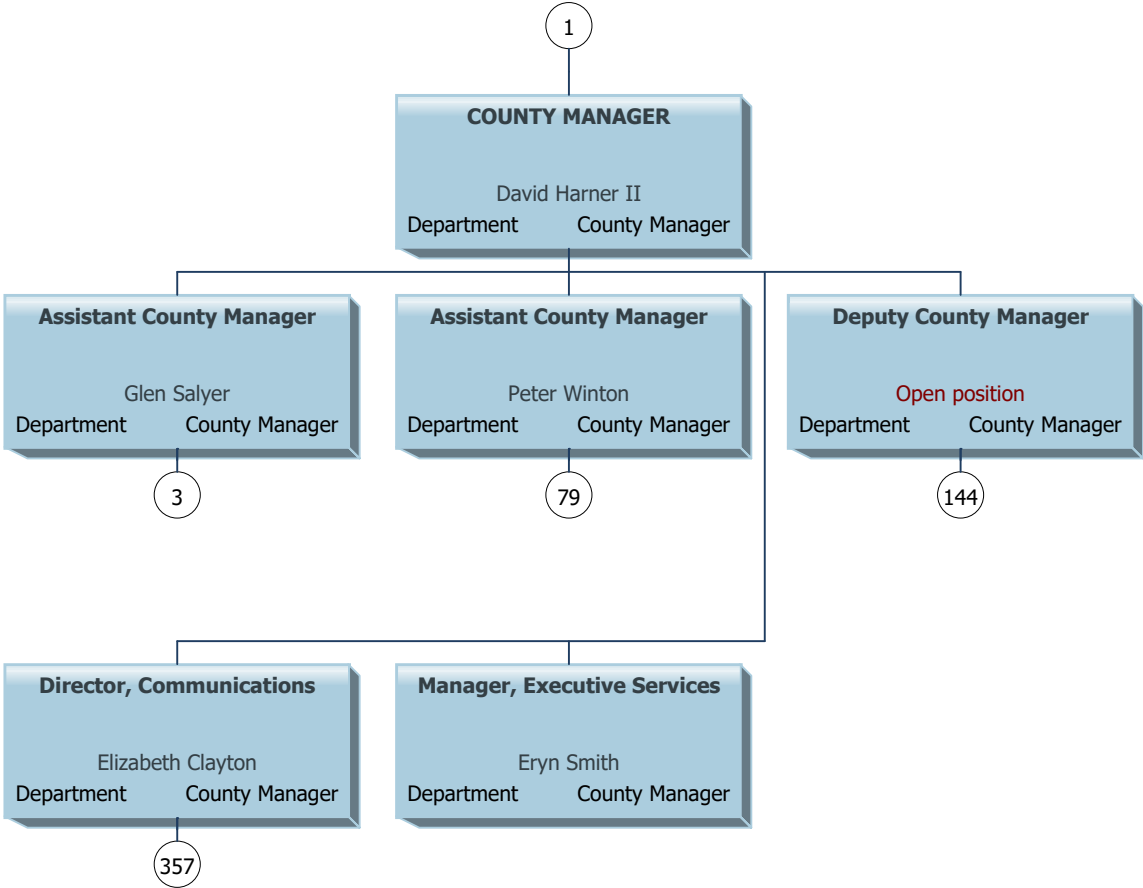 1
COUNTY MANAGER
David Harner II
Department County Manager
Assistant County Manager
Glen Salyer
Department County Manager
3
Assistant County Manager
Peter Winton
Department County Manager
79
Deputy County Manager
Open position
Department County Manager
144
Director, Communications
Elizabeth Clayton
Department County Manager
357
Manager, Executive Services
Eryn Smith
Department County Manager